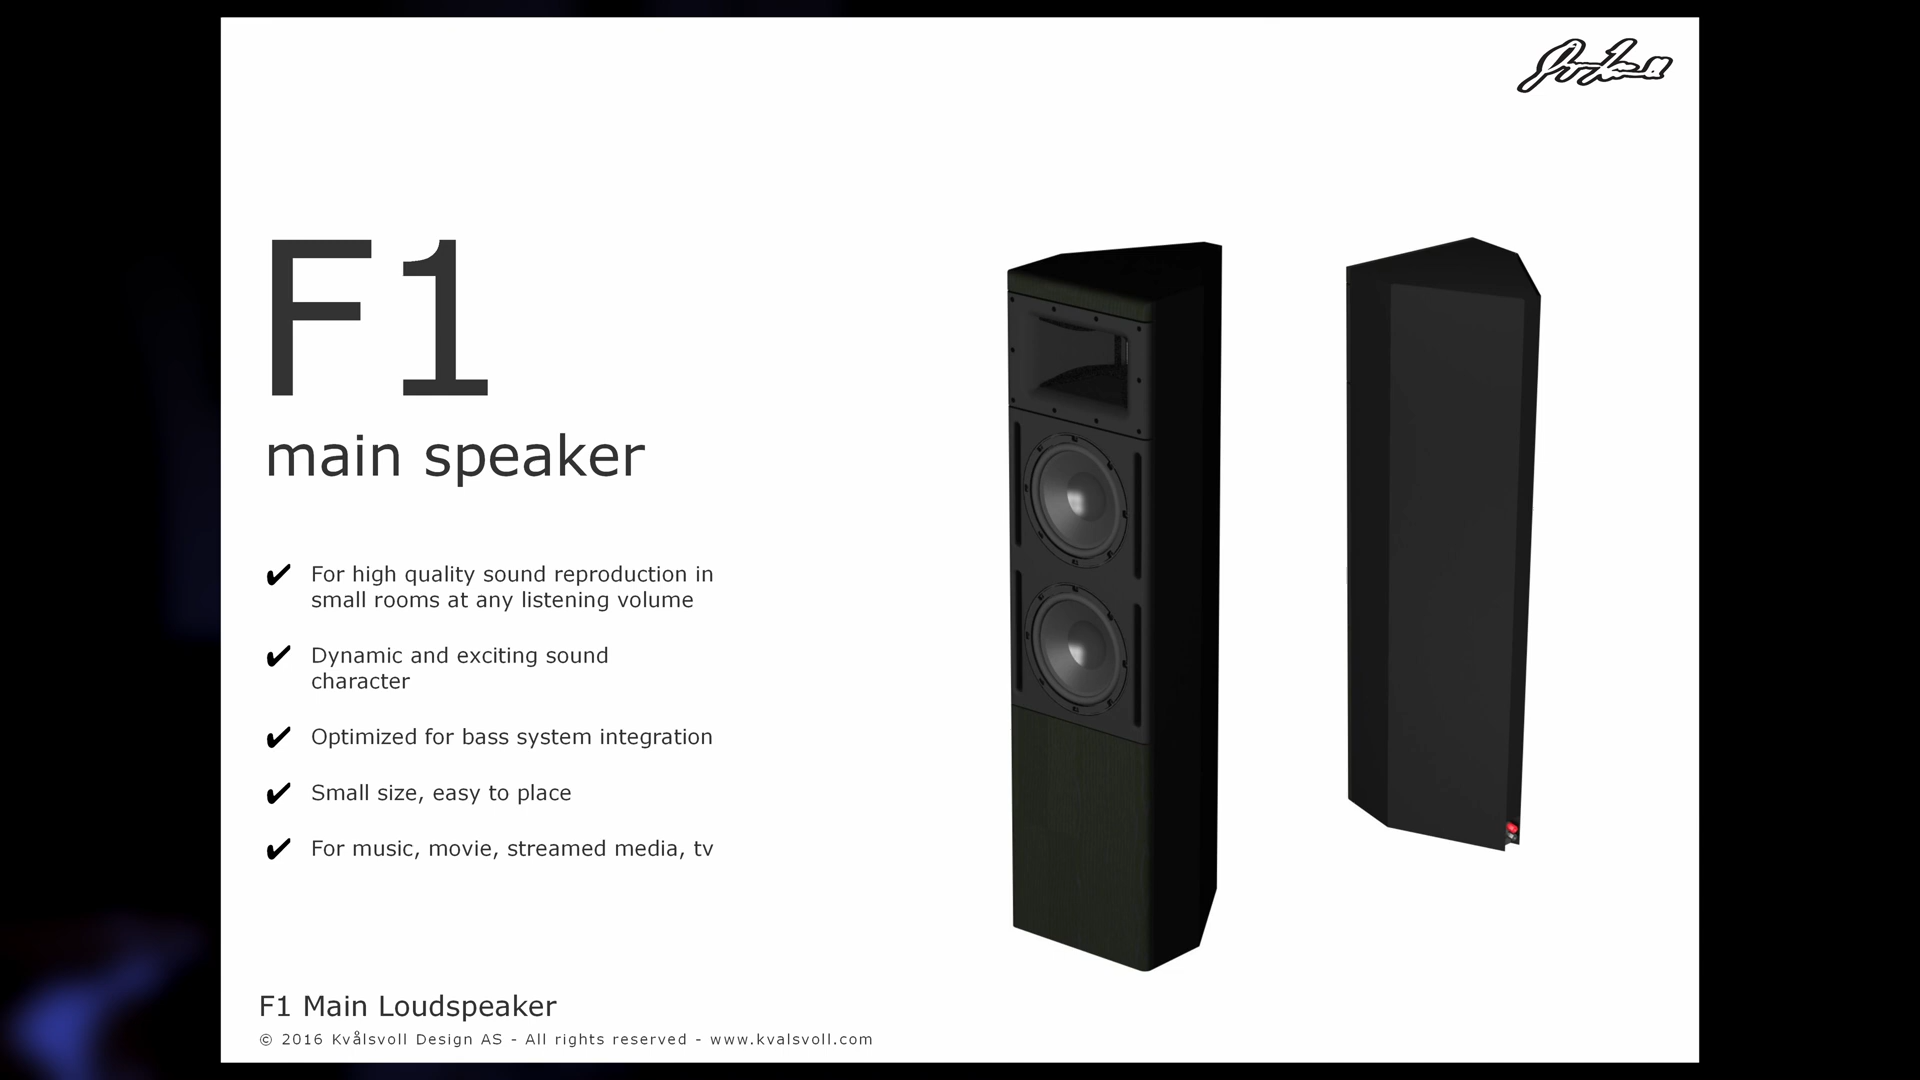 F1
main speaker
✔ For high quality sound reproduction in
small rooms at any listening volume
✔ Dynamic and exciting sound
character
✔ Optimized for bass system integration
✔ Small size, easy to place
✔ For music, movie, streamed media, tv
F1 Main Loudspeaker
© 2016 Kvålsvoll Design AS - All rights reserved - www.kvalsvoll.com